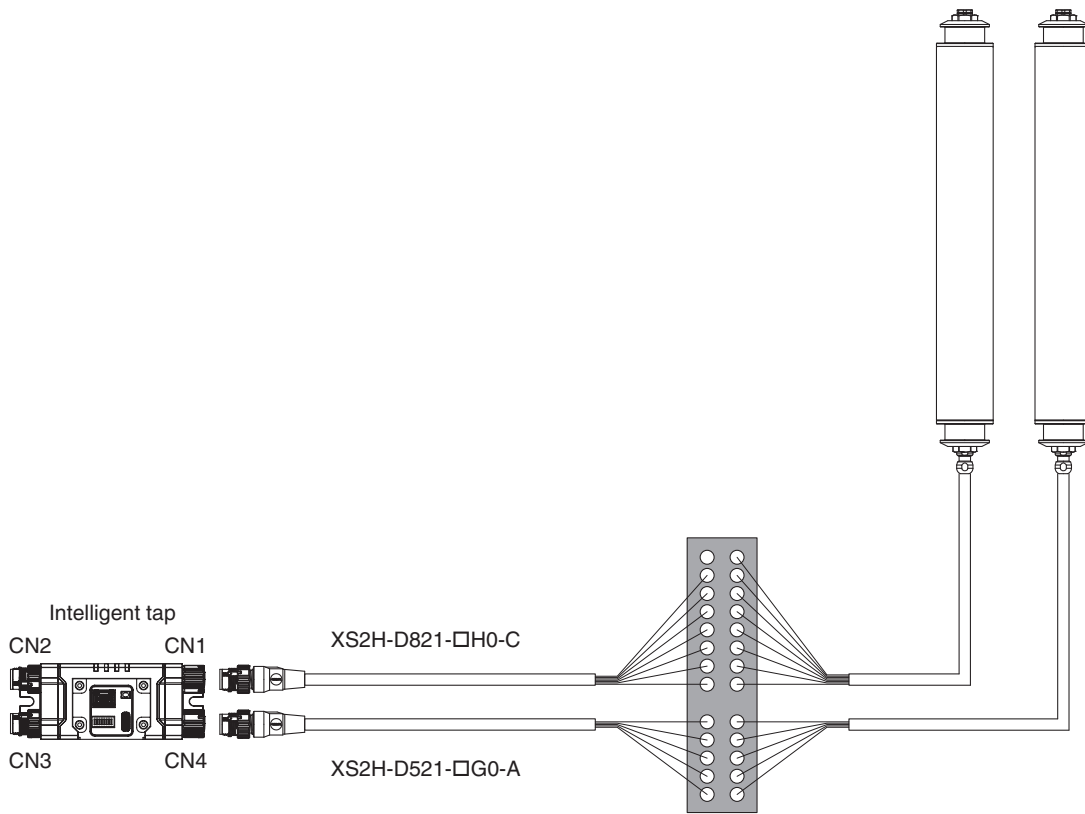 Intelligent tap
CN2
CN1
XS2H-D821-□H0-C
CN3
CN4
XS2H-D521-□G0-A